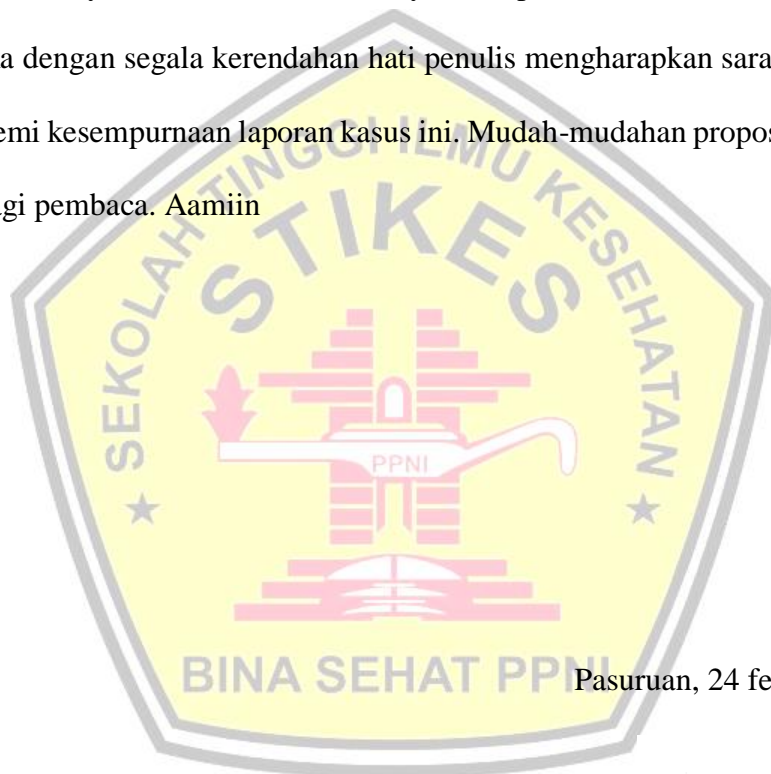 a dengan segala kerendahan hati penulis mengharapkan sara
emi kesempurnaan laporan kasus ini. Mudah-mudahan propos
agi pembaca. Aamiin
SEKOLAH TINGGI ILMU KESEHATAN
STIKES
PPNI
BINA SEHAT PPNI
Pasuruan, 24 fe